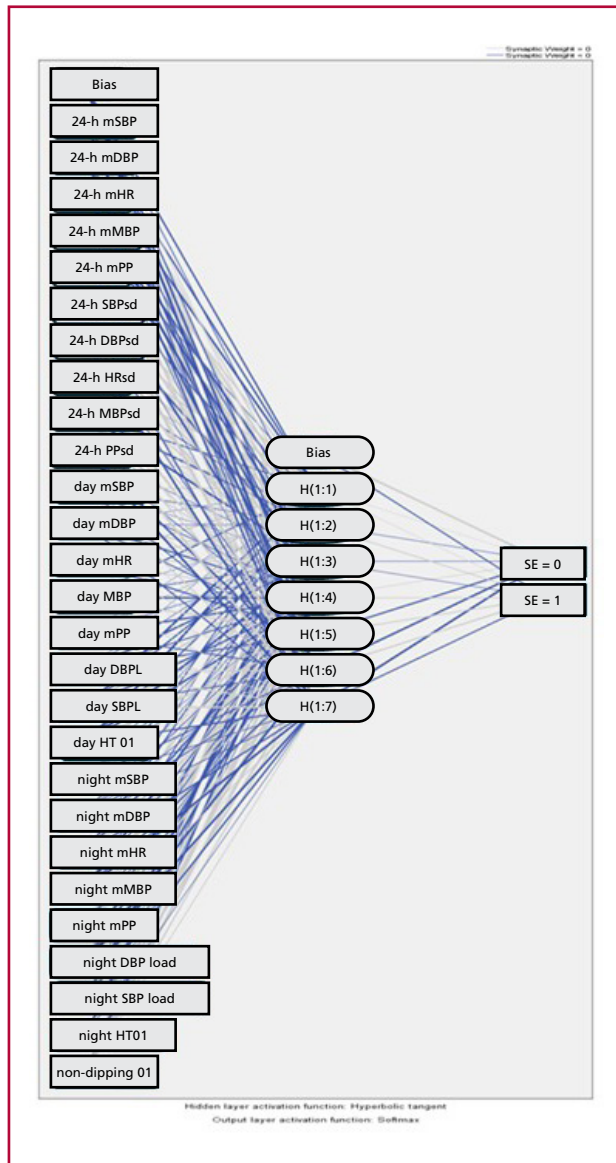 Synaptic Weight = 0
Synaptic Weight = 0
Bias
24-h mSBP
24-h mDBP
24-h mHR
24-h mMBP
24-h mPP
24-h SBPsd
24-h DBPsd
24-h HRsd
24-h MBPsd
24-h PPsd
day mSBP
day mDBP
day mHR
day MBP
day mPP
day DBPL
day SBPL
day HT 01
night mSBP
night mDBP
night mHR
night mMBP
night mPP
night DBP load
night SBP load
night HT01
non-dipping 01
Bias
H(1:1)
H(1:2)
H(1:3)
H(1:4)
H(1:5)
H(1:6)
H(1:7)
SE = 0
SE = 1
Hidden layer activation function: Hyperbolic tangent
Output layer activation function: Softmax